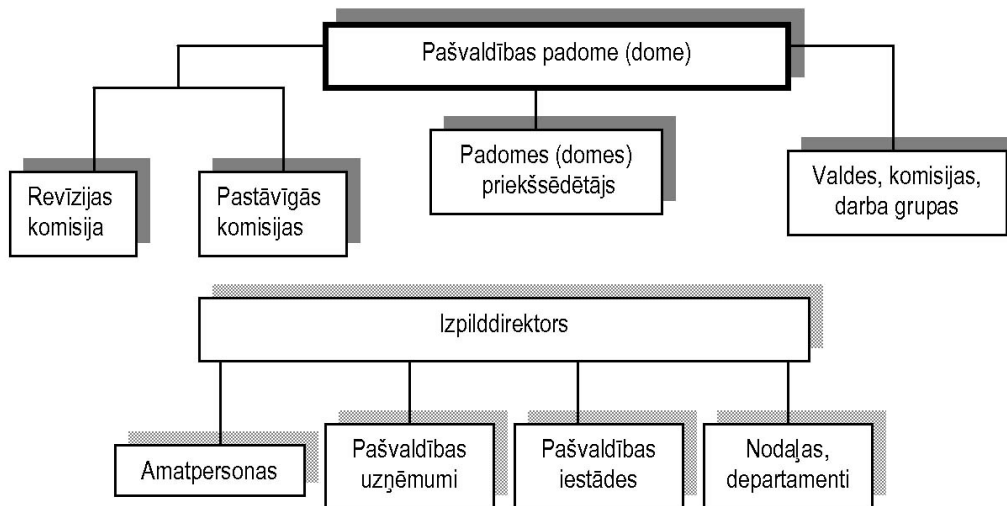 Pašvaldības padome (dome)
Revīzijas
komisija
Pastāvīgās
komisijas
Padomes (domes)
priekšsēdētājs
Valdes, komisijas,
darba grupas
Izpilddirektors
Amatpersonas
Pašvaldības
uzņēmumi
Pašvaldības
iestādes
Nodaļas,
departamenti